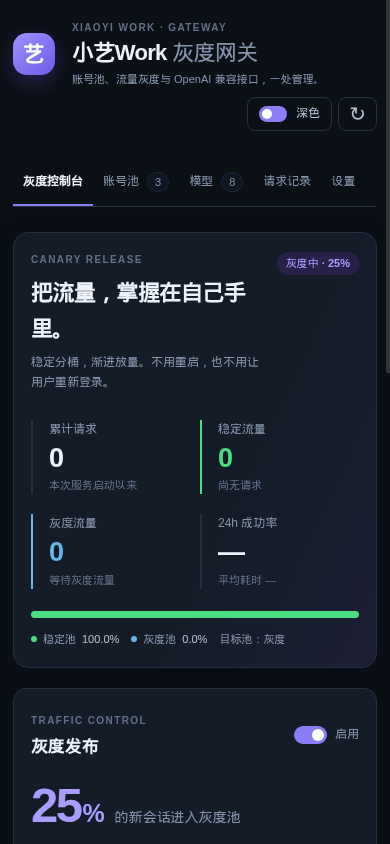 XIAOYI WORK · GATEWAY
艺
小艺Work 灰度网关
账号池、流量灰度与 OpenAI 兼容接口，一处管理。
深色 ↻
灰度控制台 账号池 3 模型 8 请求记录 设置
CANARY RELEASE
灰度中 · 25%
把流量，掌握在自己手
里。
稳定分桶，渐进放量。不用重启，也不用让
用户重新登录。
累计请求 稳定流量
0 0
本次服务启动以来 尚无请求
灰度流量 24h 成功率
0 —
等待灰度流量 平均耗时 —
稳定池 100.0% 灰度池 0.0% 目标池：灰度
TRAFFIC CONTROL
灰度发布 启用
25% 的新会话进入灰度池